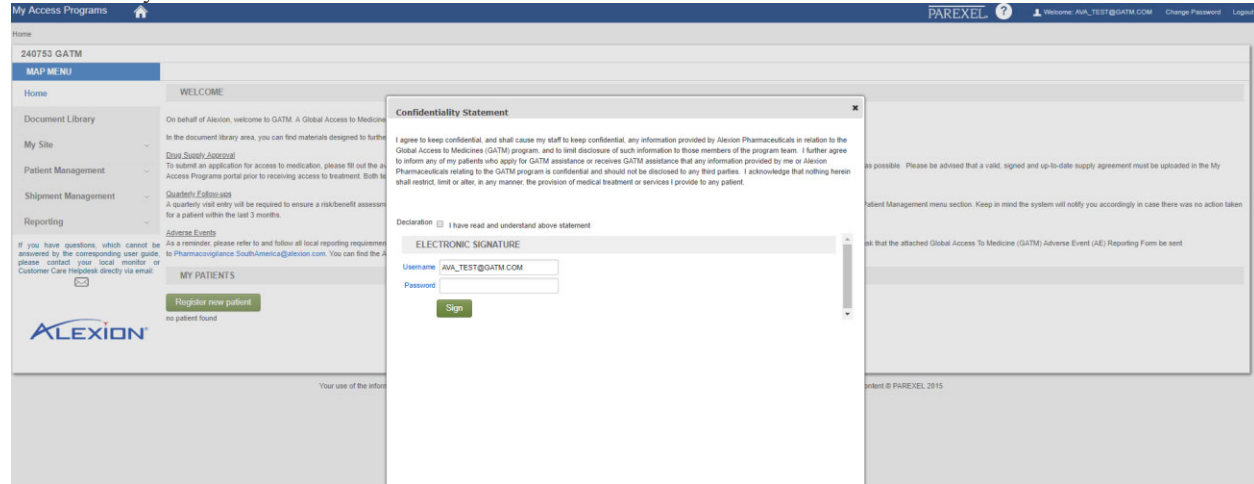 My Access Programs
PAREXEL. ? Welcome: AVA_TEST@GATM.COM Change Password Logout
Home
240753 GATM
MAP MENU
Home
Document Library
My Site
Patient Management
Shipment Management
Reporting
If you have questions, which cannot be
answered by the corresponding user guide,
please contact your local monitor or
Customer Care Helpdesk directly via email:
ALEXION
WELCOME
On behalf of Alexion, welcome to GATM. A Global Access to Medicine
In the document library area, you can find materials designed to furthe
Drug Supply Approval
To submit an application for access to medication, please fill out the av
as possible. Please be advised that a valid, signed and up-to-date supply agreement must be uploaded in the My
Access Programs portal prior to receiving access to treatment. Both te
Quarterly Follow-ups
A quarterly visit entry will be required to ensure a risk/benefit assessm
Patient Management menu section. Keep in mind the system will notify you accordingly in case there was no action taken
for a patient within the last 3 months.
Adverse Events
As a reminder, please refer to and follow all local reporting requiremen
ask that the attached Global Access To Medicine (GATM) Adverse Event (AE) Reporting Form be sent
to Pharmacovigilance.SouthAmerica@alexion.com. You can find the A
MY PATIENTS
Register new patient
no patient found
Confidentiality Statement
I agree to keep confidential, and shall cause my staff to keep confidential, any information provided by Alexion Pharmaceuticals in relation to the
Global Access to Medicines (GATM) program, and to limit disclosure of such information to those members of the program team. I further agree
to inform any of my patients who apply for GATM assistance or receives GATM assistance that any information provided by me or Alexion
Pharmaceuticals relating to the GATM program is confidential and should not be disclosed to any third parties. I acknowledge that nothing herein
shall restrict, limit or alter, in any manner, the provision of medical treatment or services I provide to any patient.
Declaration I have read and understand above statement
ELECTRONIC SIGNATURE
Username AVA_TEST@GATM.COM
Password
Sign
Your use of the inform
ontent © PAREXEL 2015